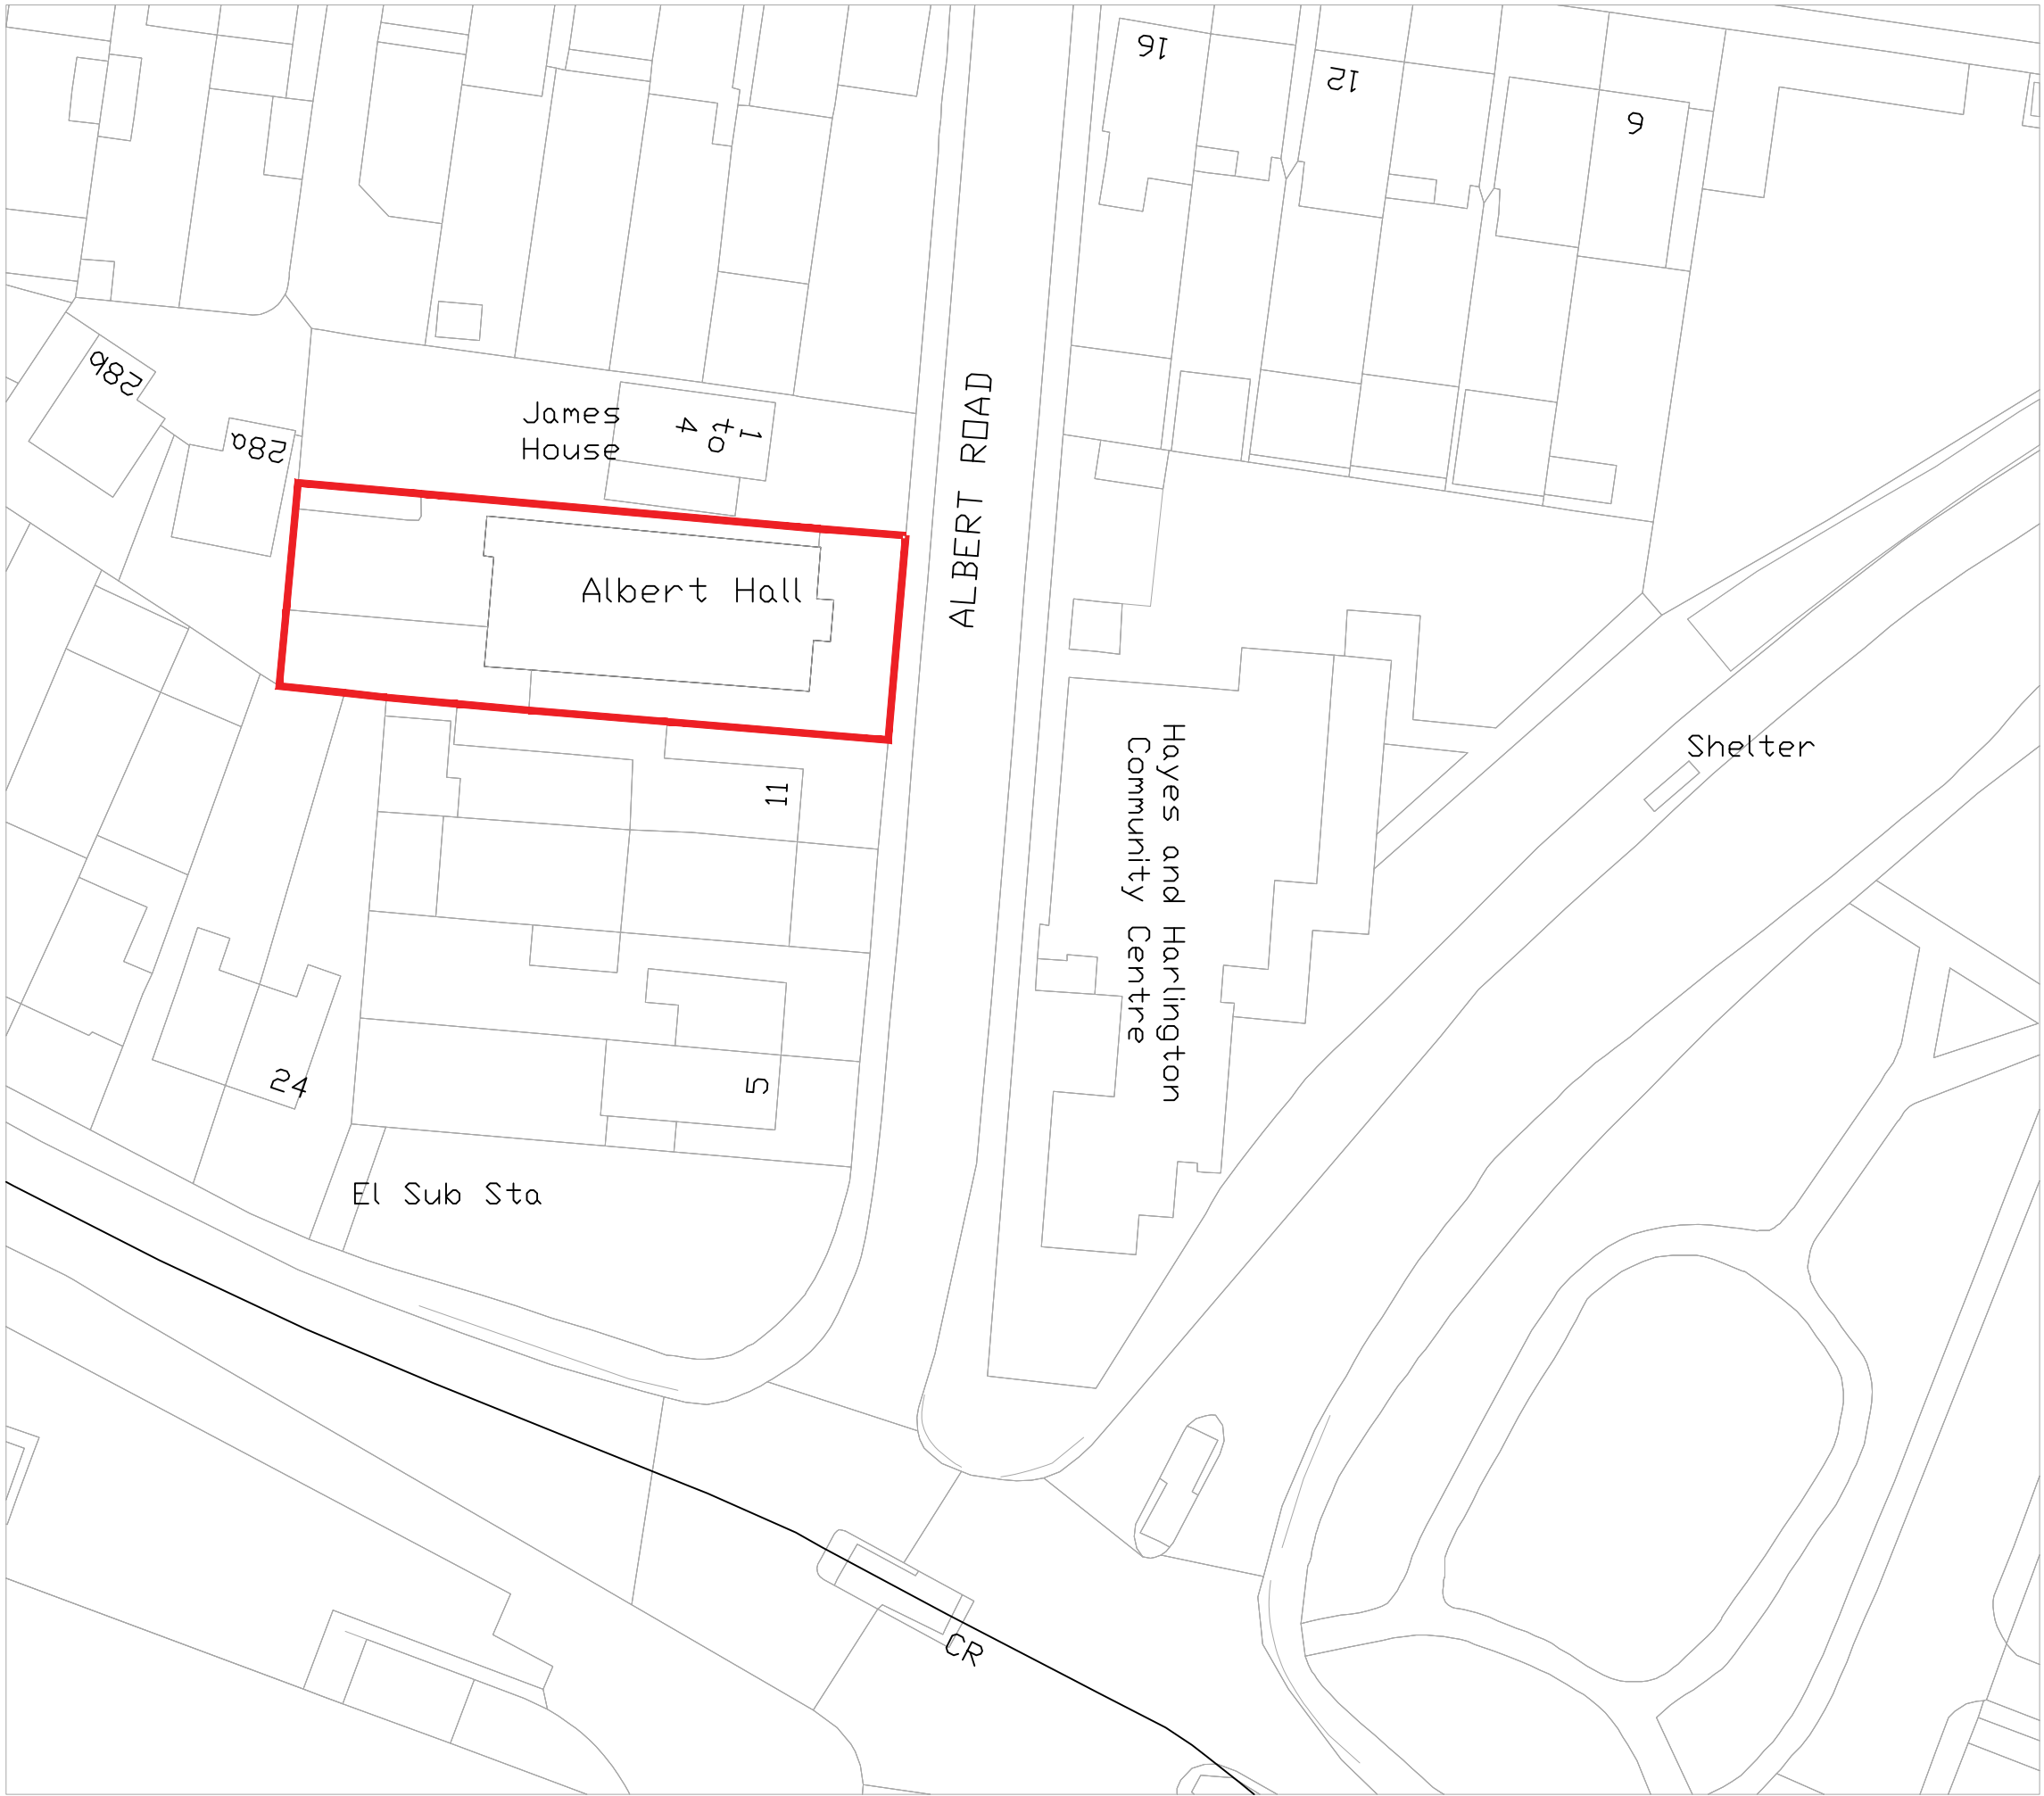 16
12
9
28b
28a
James
House
1
to
4
ALBERT ROAD
Albert Hall
Shelter
11
Hayes and Harlington
Community Centre
24
5
El Sub Sta
CR